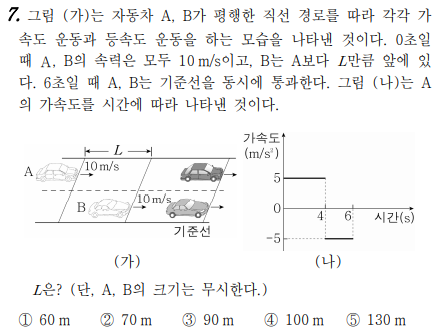 7. 그림 (가)는 자동차 A, B가 평행한 직선 경로를 따라 각각 가
속도 운동과 등속도 운동을 하는 모습을 나타낸 것이다. 0초일
때 A, B의 속력은 모두 10 m/s이고, B는 A보다 L만큼 앞에 있
다. 6초일 때 A, B는 기준선을 동시에 통과한다. 그림 (나)는 A
의 가속도를 시간에 따라 나타낸 것이다.
L
A
10 m/s
B
10 m/s
기준선
(가)
가속도
(m/s²)
5
0
4
6
시간(s)
-5
(나)
L은? (단, A, B의 크기는 무시한다.)
① 60 m ② 70 m ③ 90 m ④ 100 m ⑤ 130 m